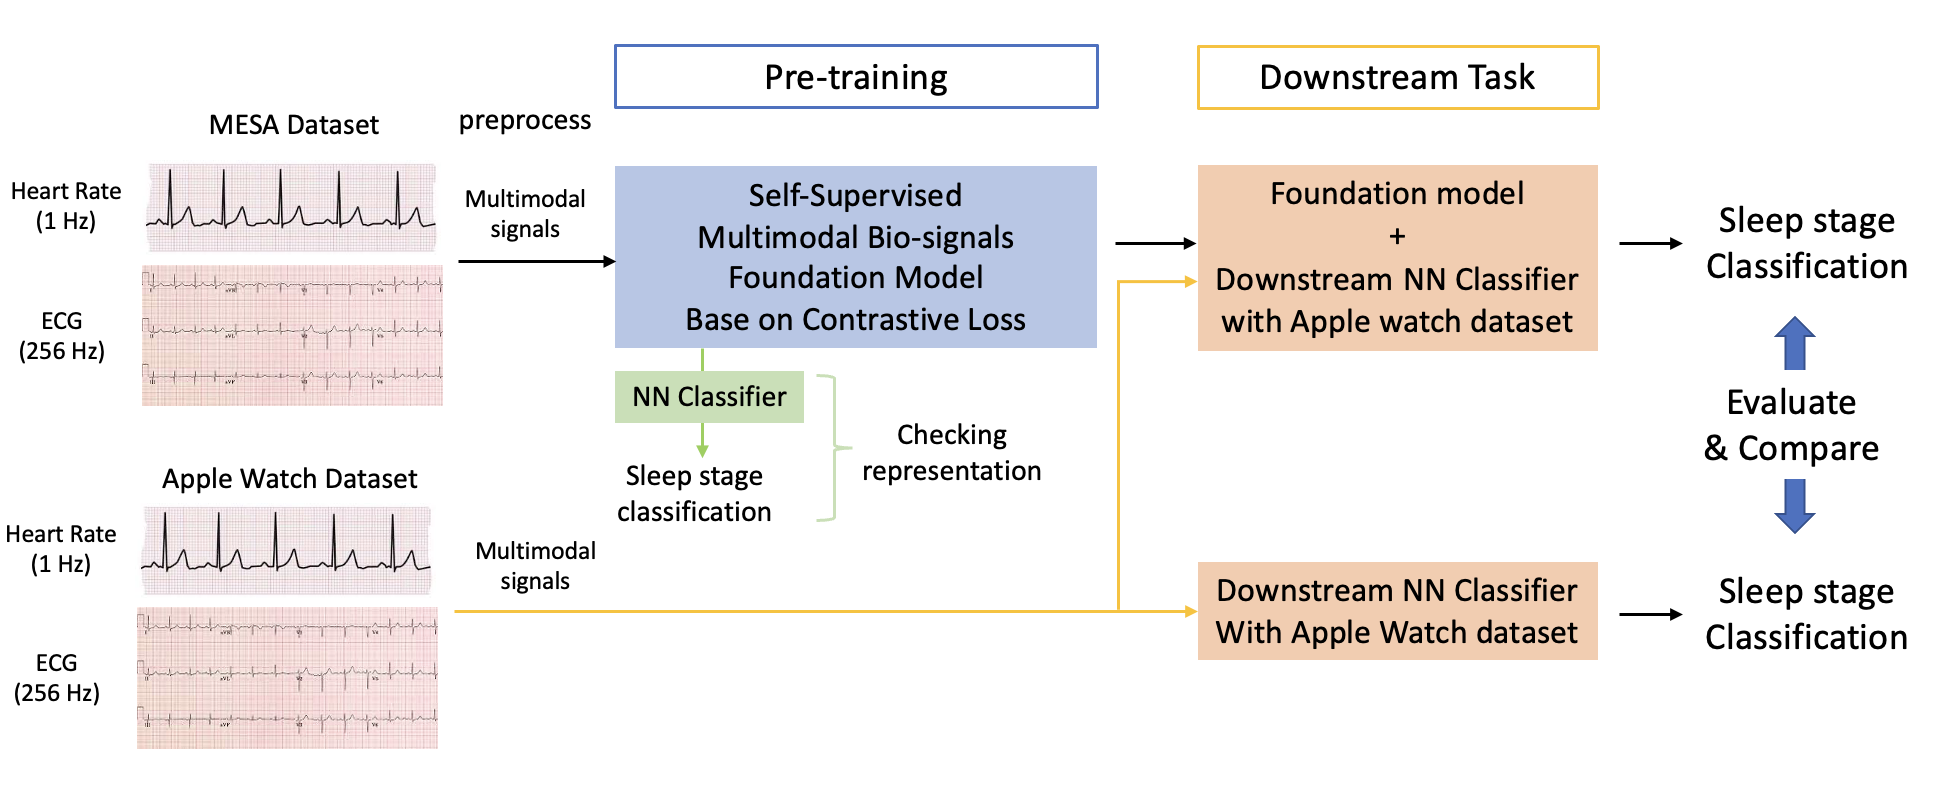 Pre-training
Downstream Task
MESA Dataset
preprocess
Heart Rate
(1 Hz)
ECG
(256 Hz)
Multimodal
signals
Self-Supervised
Multimodal Bio-signals
Foundation Model
Base on Contrastive Loss
NN Classifier
Sleep stage
classification
Checking
representation
Foundation model
+
Downstream NN Classifier
with Apple watch dataset
Sleep stage
Classification
Evaluate
& Compare
Apple Watch Dataset
Heart Rate
(1 Hz)
ECG
(256 Hz)
Multimodal
signals
Downstream NN Classifier
With Apple Watch dataset
Sleep stage
Classification